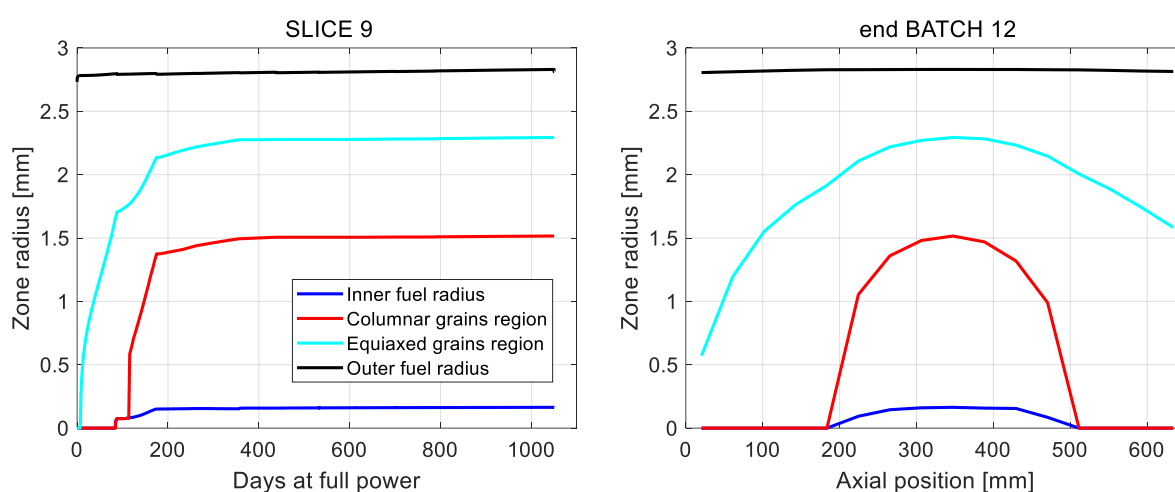 SLICE 9
3
2.5
2
1.5
1
0.5
0
Zone radius [mm]
0 200 400 600 800 1000
Days at full power
Inner fuel radius
Columnar grains region
Equiaxed grains region
Outer fuel radius
end BATCH 12
3
2.5
2
1.5
1
0.5
0
Zone radius [mm]
0 100 200 300 400 500 600
Axial position [mm]